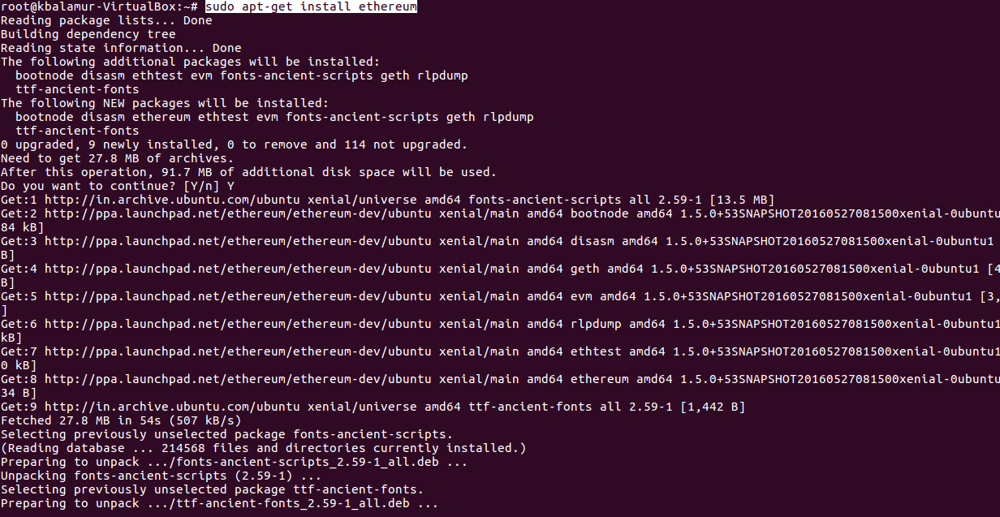 root@kbalamur-VirtualBox:~# sudo apt-get install ethereum
Reading package lists... Done
Building dependency tree
Reading state information... Done
The following additional packages will be installed:
  bootnode disasm ethtest evm fonts-ancient-scripts geth rlpdump
  ttf-ancient-fonts
The following NEW packages will be installed:
  bootnode disasm ethereum ethtest evm fonts-ancient-scripts geth rlpdump
  ttf-ancient-fonts
0 upgraded, 9 newly installed, 0 to remove and 114 not upgraded.
Need to get 27.8 MB of archives.
After this operation, 91.7 MB of additional disk space will be used.
Do you want to continue? [Y/n] Y
Get:1 http://in.archive.ubuntu.com/ubuntu xenial/universe amd64 fonts-ancient-scripts all 2.59-1 [13.5 MB]
Get:2 http://ppa.launchpad.net/ethereum/ethereum-dev/ubuntu xenial/main amd64 bootnode amd64 1.5.0+53SNAPSHOT20160527081500xenial-0ubuntu
84 kB]
Get:3 http://ppa.launchpad.net/ethereum/ethereum-dev/ubuntu xenial/main amd64 disasm amd64 1.5.0+53SNAPSHOT20160527081500xenial-0ubuntu1
B]
Get:4 http://ppa.launchpad.net/ethereum/ethereum-dev/ubuntu xenial/main amd64 geth amd64 1.5.0+53SNAPSHOT20160527081500xenial-0ubuntu1 [4
B]
Get:5 http://ppa.launchpad.net/ethereum/ethereum-dev/ubuntu xenial/main amd64 evm amd64 1.5.0+53SNAPSHOT20160527081500xenial-0ubuntu1 [3,
]
Get:6 http://ppa.launchpad.net/ethereum/ethereum-dev/ubuntu xenial/main amd64 rlpdump amd64 1.5.0+53SNAPSHOT20160527081500xenial-0ubuntu1
kB]
Get:7 http://ppa.launchpad.net/ethereum/ethereum-dev/ubuntu xenial/main amd64 ethtest amd64 1.5.0+53SNAPSHOT20160527081500xenial-0ubuntu1
0 kB]
Get:8 http://ppa.launchpad.net/ethereum/ethereum-dev/ubuntu xenial/main amd64 ethereum amd64 1.5.0+53SNAPSHOT20160527081500xenial-0ubuntu
34 B]
Get:9 http://in.archive.ubuntu.com/ubuntu xenial/universe amd64 ttf-ancient-fonts all 2.59-1 [1,442 B]
Fetched 27.8 MB in 54s (507 kB/s)
Selecting previously unselected package fonts-ancient-scripts.
(Reading database ... 214568 files and directories currently installed.)
Preparing to unpack .../fonts-ancient-scripts_2.59-1_all.deb ...
Unpacking fonts-ancient-scripts (2.59-1) ...
Selecting previously unselected package ttf-ancient-fonts.
Preparing to unpack .../ttf-ancient-fonts_2.59-1_all.deb ...